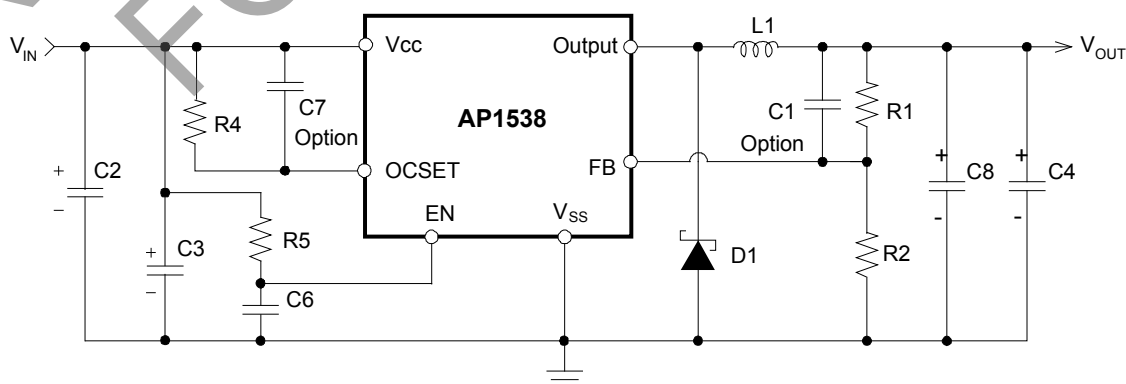 V_IN
Vcc
Output
L1
V_OUT
R4
C7
Option
AP1538
C1
Option
R1
C2
+
−
OCSET
FB
+
C8
-
+
C4
-
EN
V_SS
C3
+
−
R5
D1
R2
C6